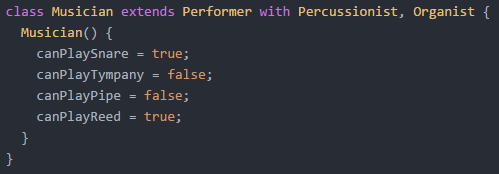 class Musician extends Performer with Percussionist, Organist {
  Musician() {
    canPlaySnare = true;
    canPlayTympany = false;
    canPlayPipe = false;
    canPlayReed = true;
  }
}